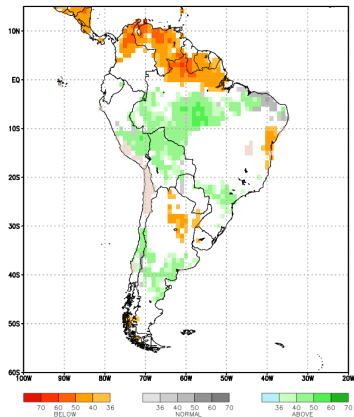 10N
EQ
10S
20S
30S
40S
50S
60S
100W 90W 80W 70W 60W 50W 40W 30W 20W
70 60 50 40 36 36 40 50 60 70 36 40 50 60 70
BELOW NORMAL ABOVE